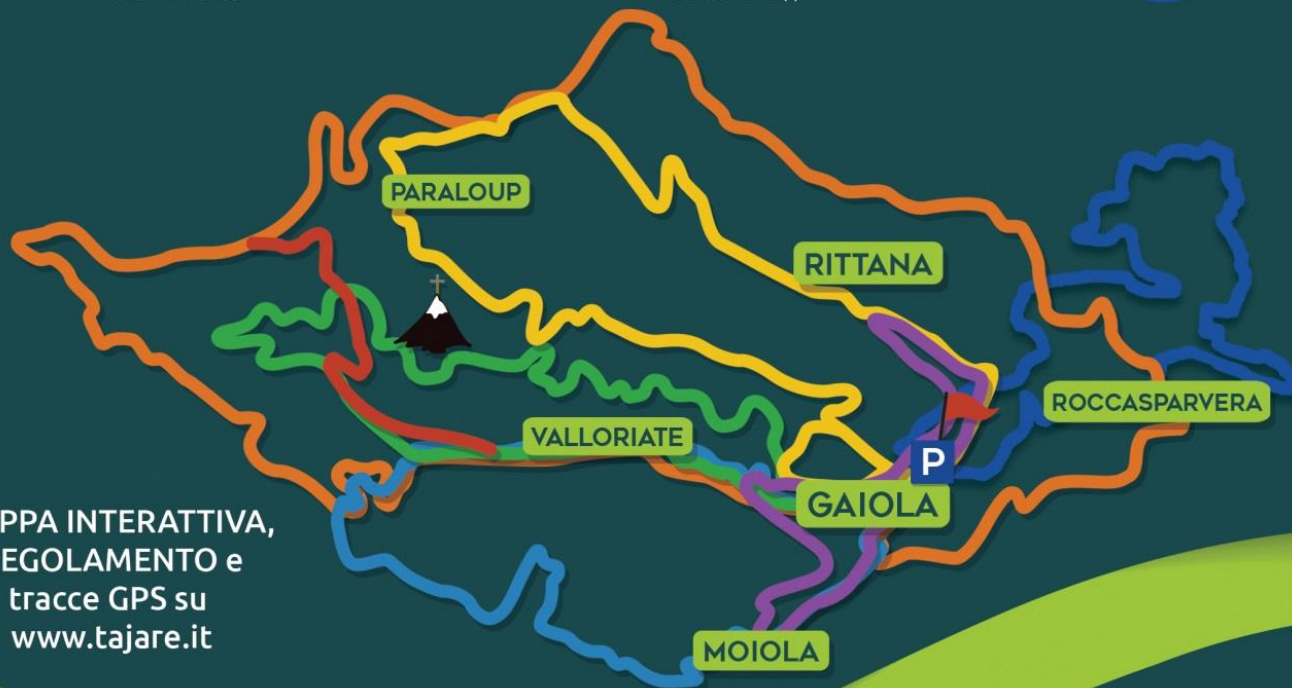 PARALOUP
RITTANA
ROCCASPARVERA
VALLORIATE
P
GAIOLA
PPA INTERATTIVA,
EGOLAMENTO e
tracce GPS su
www.tajare.it
MOIOLA